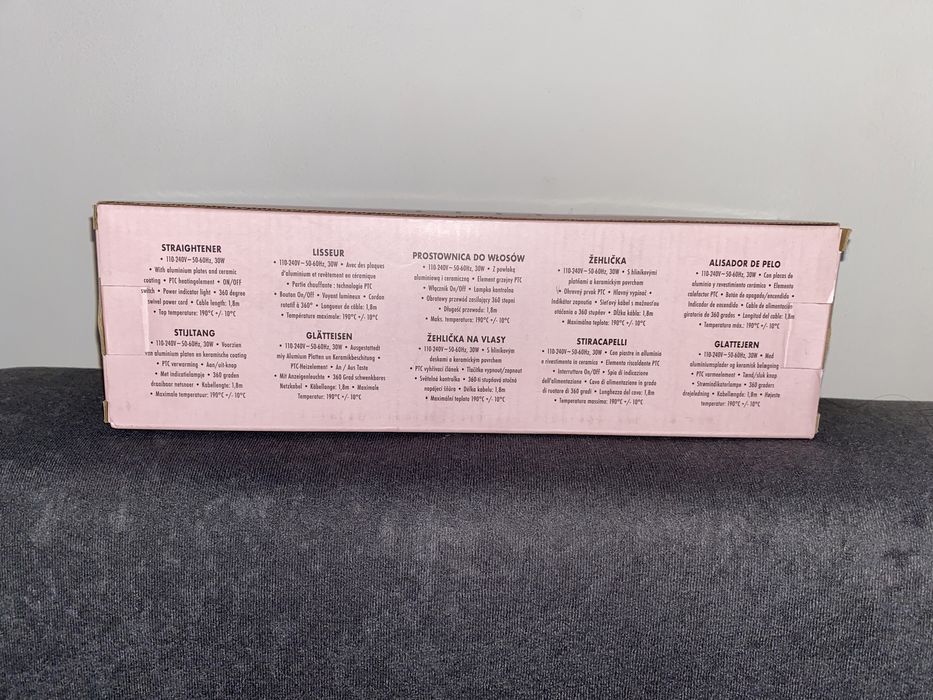 STRAIGHTENER
• 110-240V~50-60Hz, 30W
• With aluminium plates and ceramic
coating • PTC heatingelement • ON/OFF
switch • Power indicator light • 360 degree
swivel power cord • Cable length: 1,8m
• Top temperature: 190°C +/- 10°C
STIJLTANG
• 110-240V~50-60Hz, 30W • Voorzien
van aluminium platen en keramische coating
• PTC verwarming • Aan/uit-knop
• Met indicatielampje • 360 graden
draaibaar netsnoer • Kabellengte: 1,8m
• Maximale temperatuur: 190°C +/- 10°C
LISSEUR
• 110-240V~50-60Hz, 30W • Avec des plaques
d'aluminium et revêtement en céramique
• Partie chauffante : technologie PTC
• Bouton On/Off • Voyant lumineux • Cordon
rotatif à 360° • Longueur de câble: 1,8m
• Température maximale: 190°C +/- 10°C
GLÄTTEISEN
• 110-240V~50-60Hz, 30W • Ausgestattedt
miy Alumium Platten un Keramikbeschitung
• PTC-Heizelement • An / Aus Taste
• Mit Anzeigenleuchte • 360 Grad schwenkbares
Netzkabel • Käbellange: 1,8m • Maximale
Temperatur: 190°C +/- 10°C
PROSTOWNICA DO WŁOSÓW
• 110-240V~50-60Hz, 30W • Z powłoką
aluminiową i ceramiczną • Element grzejny PTC
• Włącznik On/Off • Lampka kontrolna
• Obrotowy przewód zasilający 360 stopni
• Długość przewodu: 1,8m
• Maks. temperatura: 190°C +/- 10°C
ŽEHLIČKA NA VLASY
• 110-240V~50-60Hz, 30W • S hliníkovým
deskami a keramickým povrchem
• PTC vyhřívací článek • Tlačítko vypnout/zapnout
• Světelná kontrolka • 360-ti stupňová otočná
napájecí šňůra • Dilka kabelu: 1,8m
• Maximální teplota 190°C +/- 10°C
ŽEHLIČKA
• 110-240V~50-60Hz, 30W • S hliníkovými
platňami a keramickým povrchom
• Ohrevný prvok PTC • Hlavný vypínač •
Indikátor zapnutia • Sieťový kábel s možnosťou
otáčania o 360 stupňov • Dĺžka kábla: 1,8m
• Maximálna teplota: 190°C +/- 10°C
STIRACAPELLI
• 110-240V~50-60Hz, 30W • Con piastre in alluminio
e rivestimento in ceramica • Elemento riscaldante PTC
• Interruttore On/Off • Spia di indicazione
dell'alimentazione • Cavo di alimentazione in grado
di ruotare di 360 gradi • Lunghezza del cavo: 1,8m
• Temperatura massima: 190°C +/- 10°C
ALISADOR DE PELO
• 110-240V~50-60Hz, 30W • Con placas de
aluminio y revestimiento cerámico • Elemento
calefactor PTC • Botón de apagado/encendido •
Indicador de encendido • Cable de alimentación
giratorio de 360 grados • Longitud del cable: 1,8m
• Temperatura máx.: 190°C +/- 10°C
GLATTEJERN
• 110-240V~50-60Hz, 30W • Med
aluminiumsplader og keramisk belægning
• PTC varmeelement • Tænd/sluk knap
• Strømindikatorlampe • 360 graders
drejeledning • Kabellængde: 1,8m • Højeste
temperatur: 190°C +/- 10°C